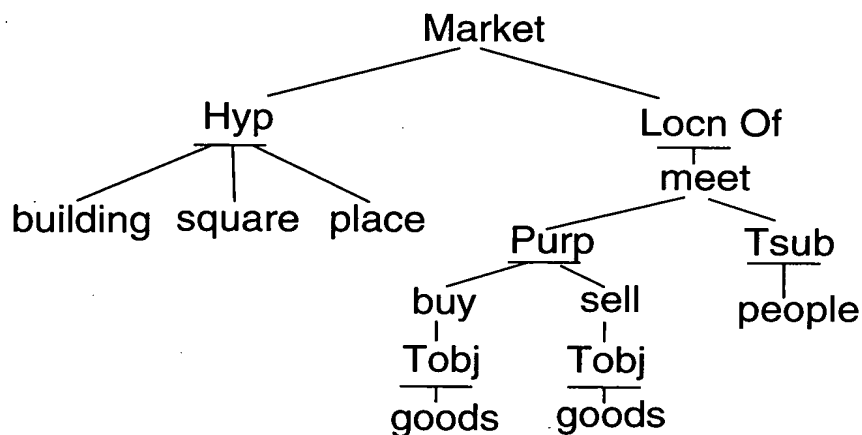 Market
Hyp Locn Of
meet
building square place
Purp Tsub
buy sell people
Tobj Tobj
goods goods